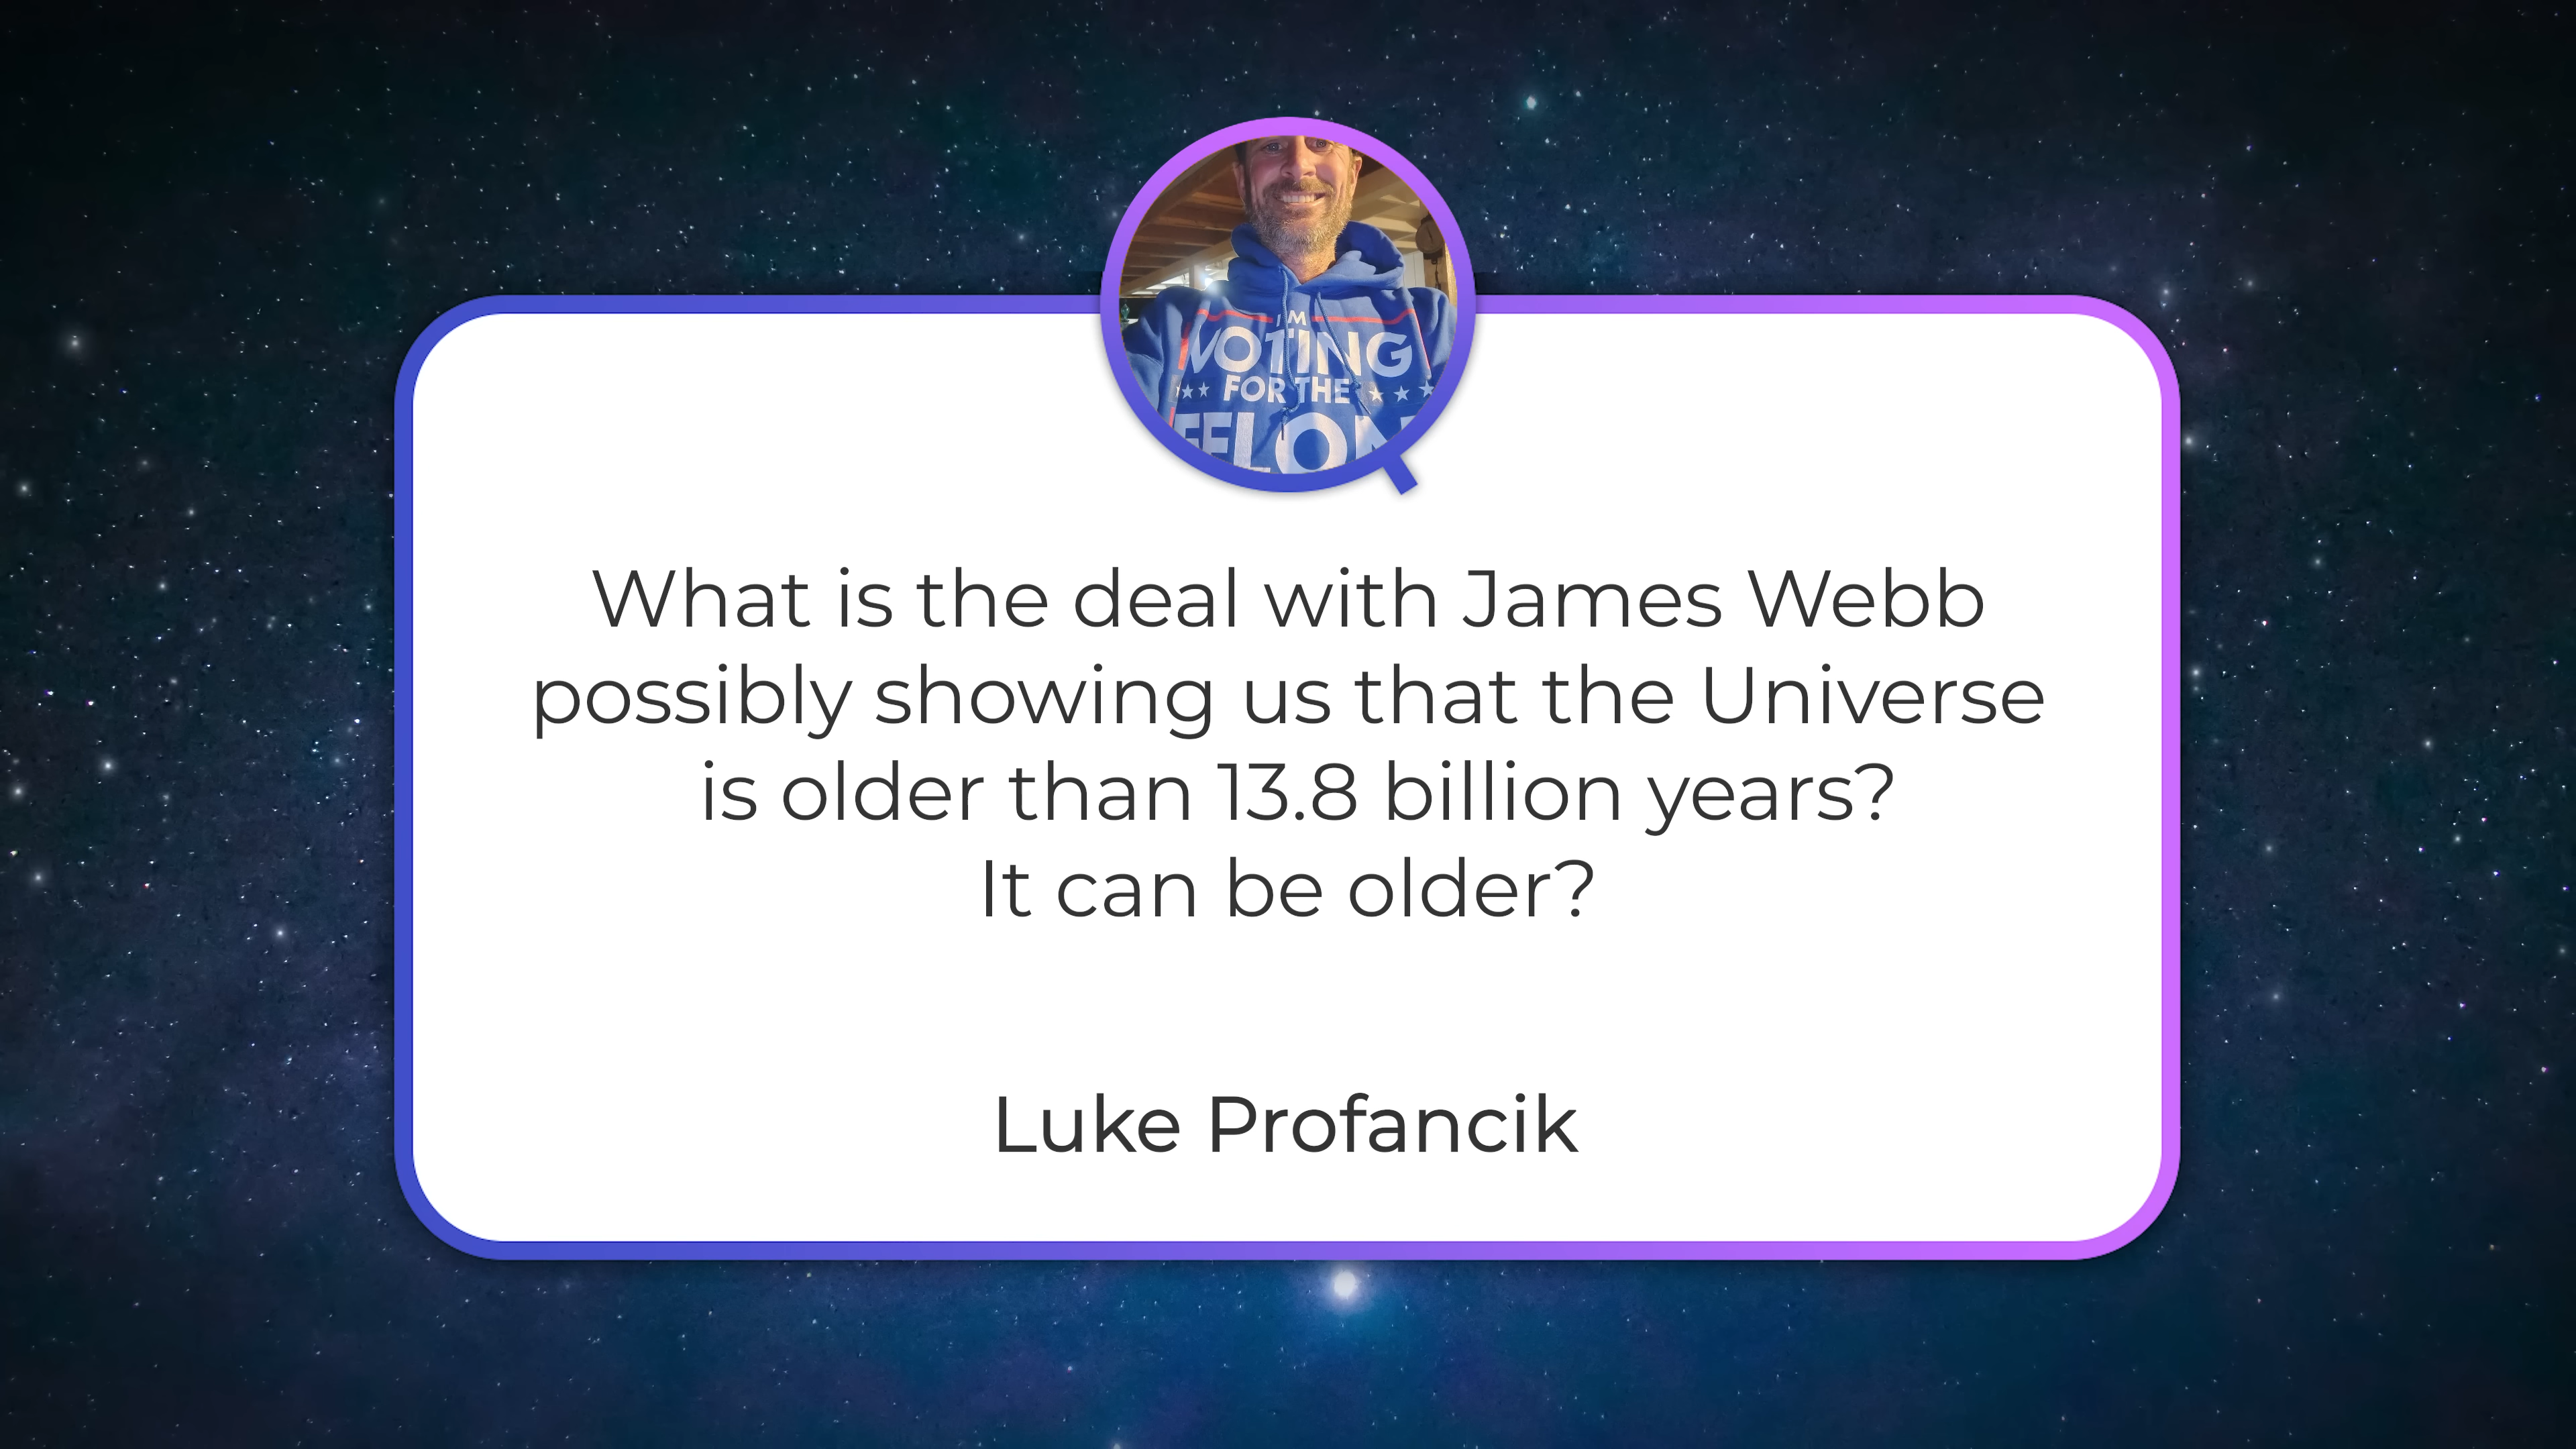 I'M
VOTING
FOR THE
FELON
What is the deal with James Webb
possibly showing us that the Universe
is older than 13.8 billion years?
It can be older?
Luke Profancik